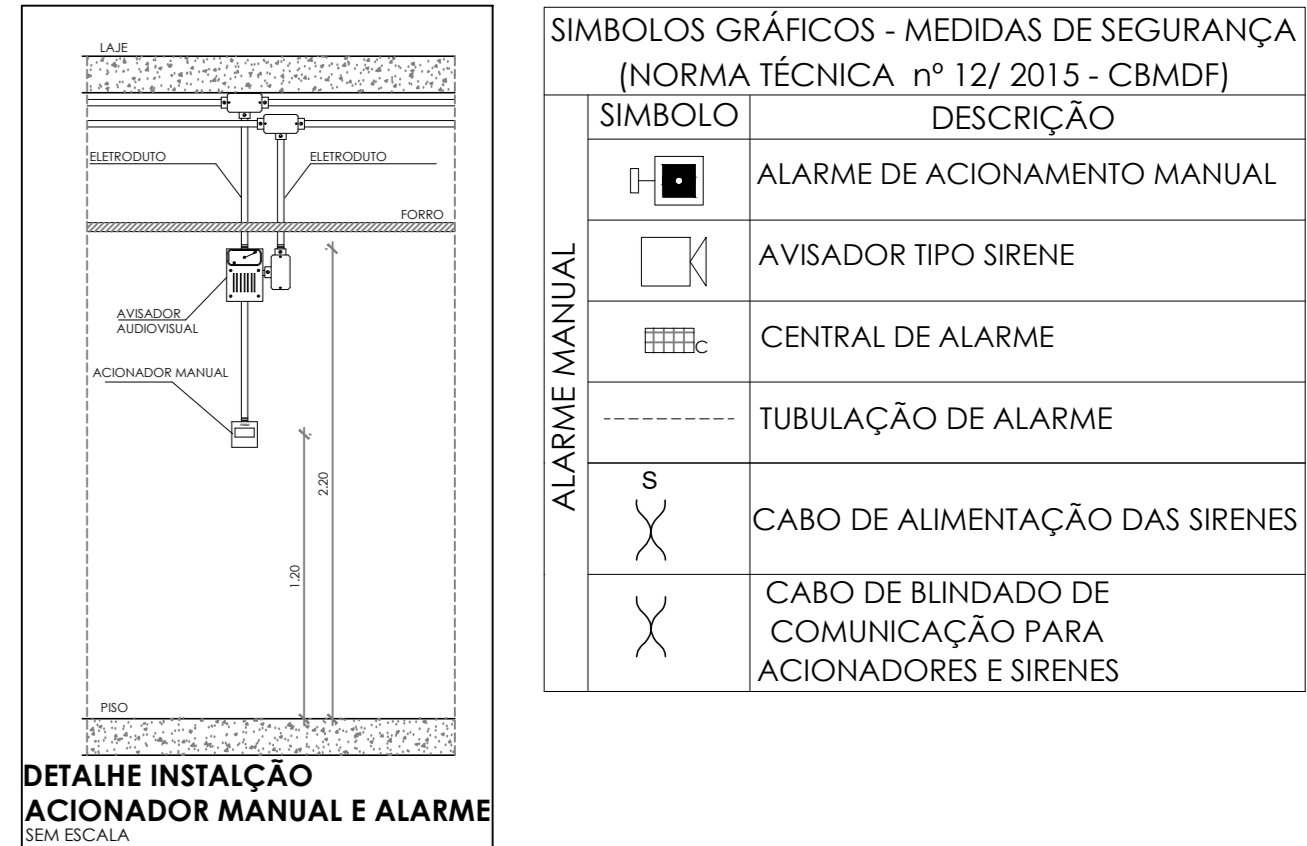 LAJE
ELETRODUTO
ELETRODUTO
FORRO
AVISADOR
AUDIOVISUAL
ACIONADOR MANUAL
2.20
1.20
PISO
DETALHE INSTALÇÃO
ACIONADOR MANUAL E ALARME
SEM ESCALA
SIMBOLOS GRÁFICOS - MEDIDAS DE SEGURANÇA
(NORMA TÉCNICA nº 12/ 2015 - CBMDF)
SIMBOLO DESCRIÇÃO
ALARME MANUAL
ALARME DE ACIONAMENTO MANUAL
AVISADOR TIPO SIRENE
C CENTRAL DE ALARME
TUBULAÇÃO DE ALARME
S
CABO DE ALIMENTAÇÃO DAS SIRENES
CABO DE BLINDADO DE
COMUNICAÇÃO PARA
ACIONADORES E SIRENES